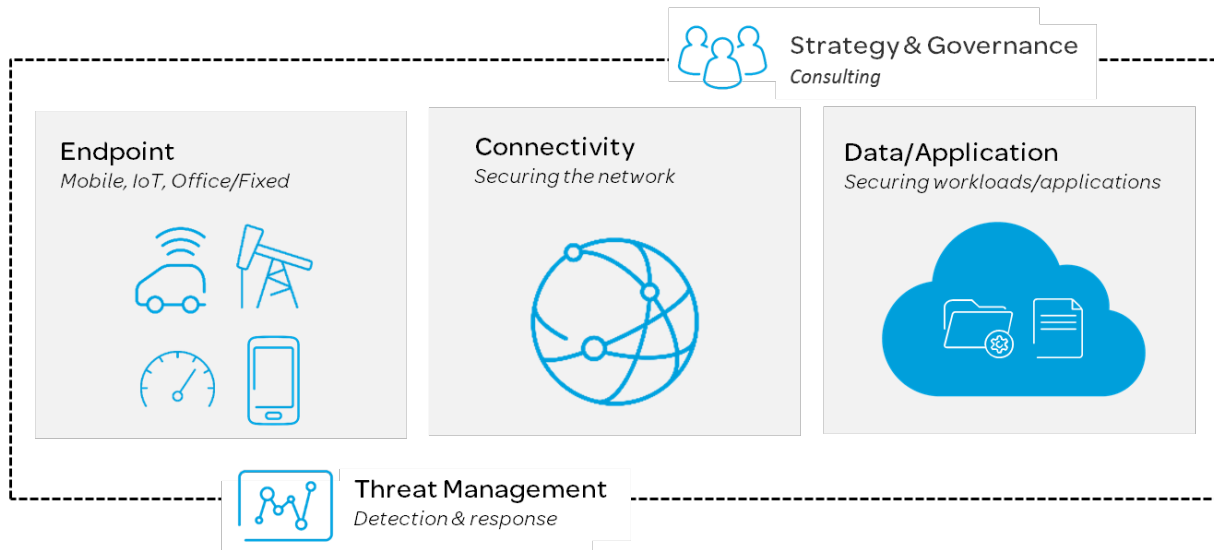 Strategy & Governance
Consulting
Endpoint
Mobile, IoT, Office/Fixed
Connectivity
Securing the network
Data/Application
Securing workloads/applications
Threat Management
Detection & response